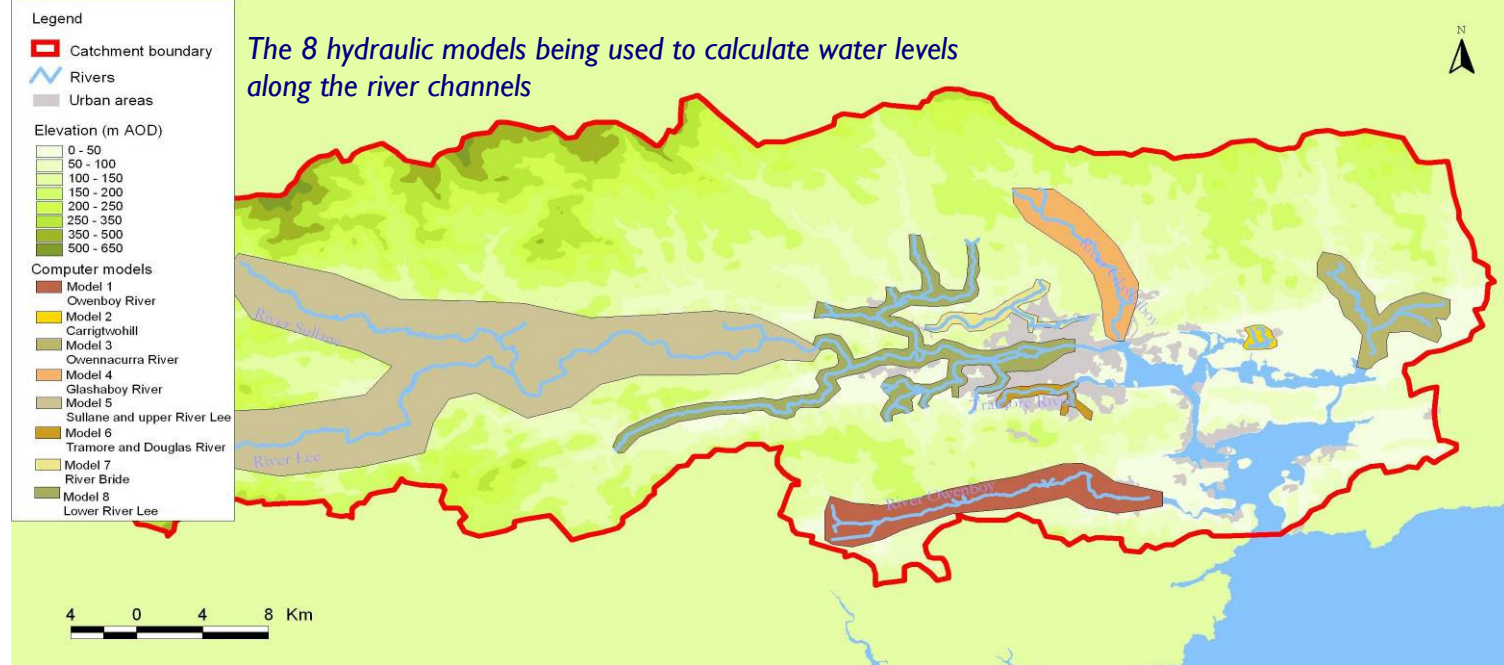 Legend
Catchment boundary
Rivers
Urban areas
Elevation (m AOD)
0 - 50
50 - 100
100 - 150
150 - 200
200 - 250
250 - 350
350 - 500
500 - 650
Computer models
Model 1
Owenboy River
Model 2
Carrigtwohill
Model 3
Owennacurra River
Model 4
Glashaboy River
Model 5
Sullane and upper River Lee
Model 6
Tramore and Douglas River
Model 7
River Bride
Model 8
Lower River Lee
The 8 hydraulic models being used to calculate water levels
along the river channels
N
River Sullane
River Lee
River Glashaboy
Tramore River
River Owenboy
4 0 4 8 Km